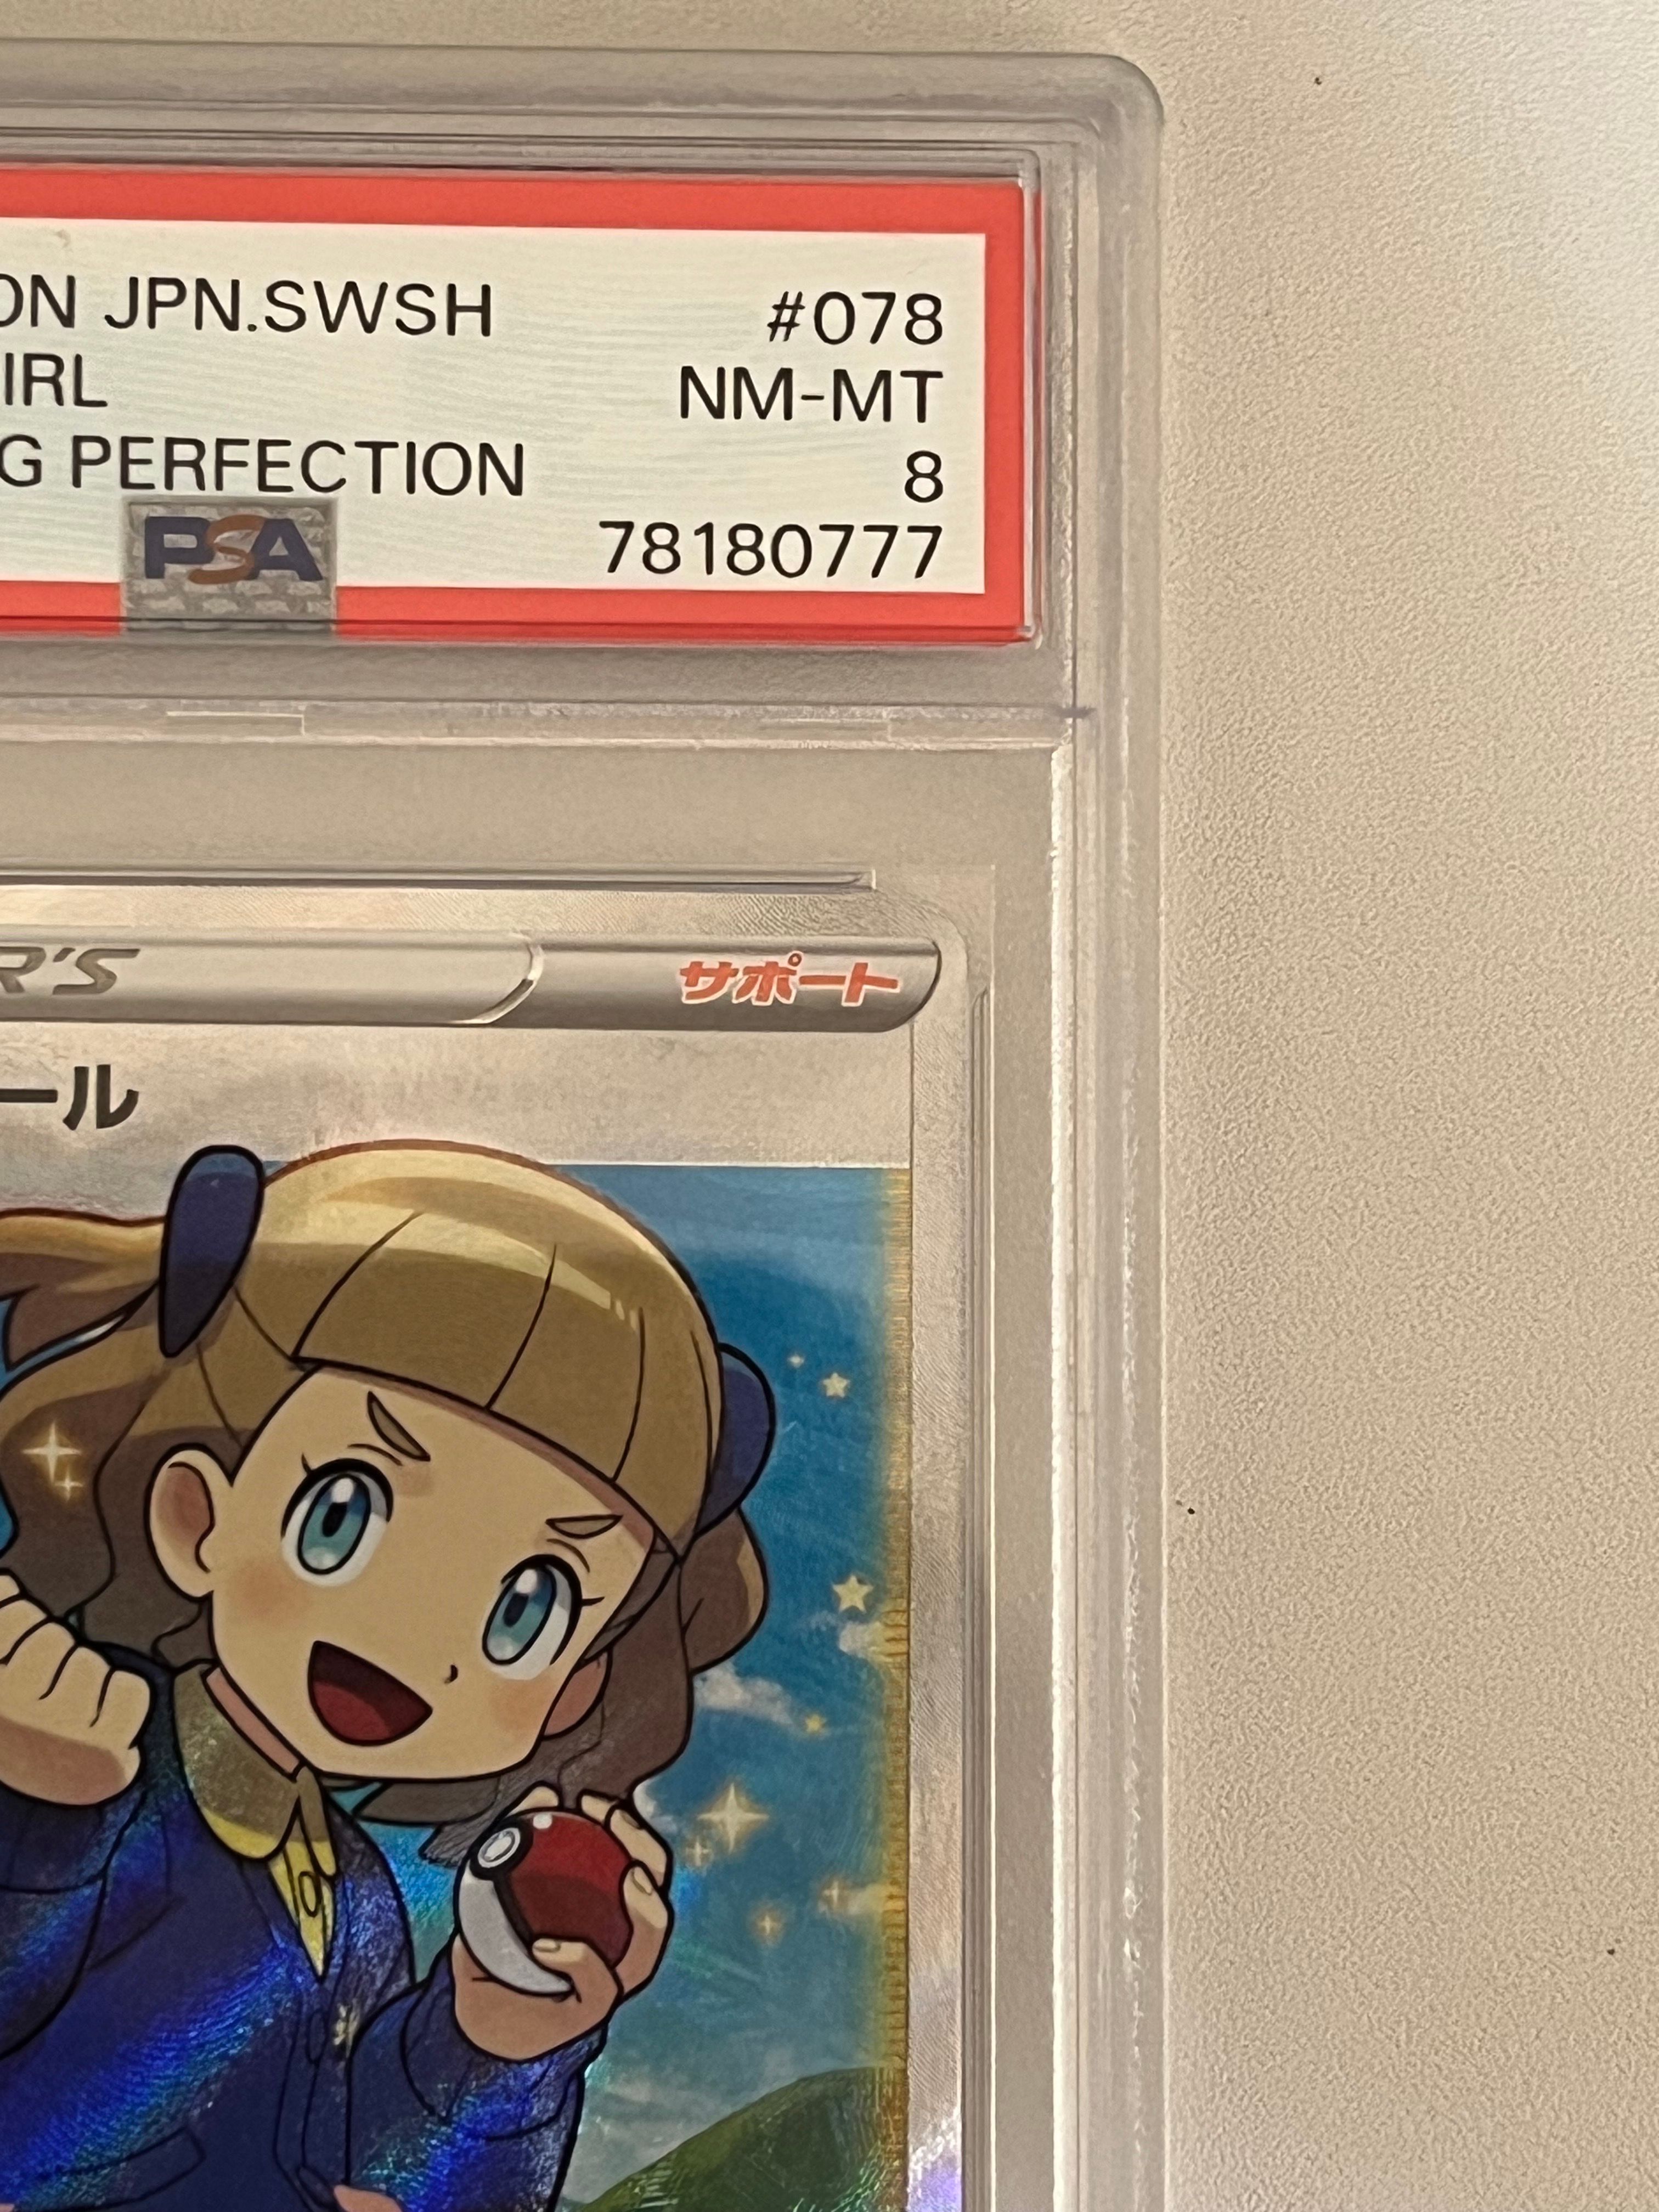 ON JPN.SWSH #078
IRL NM-MT
G PERFECTION 8
PSA 78180777
R'S サポート
ール